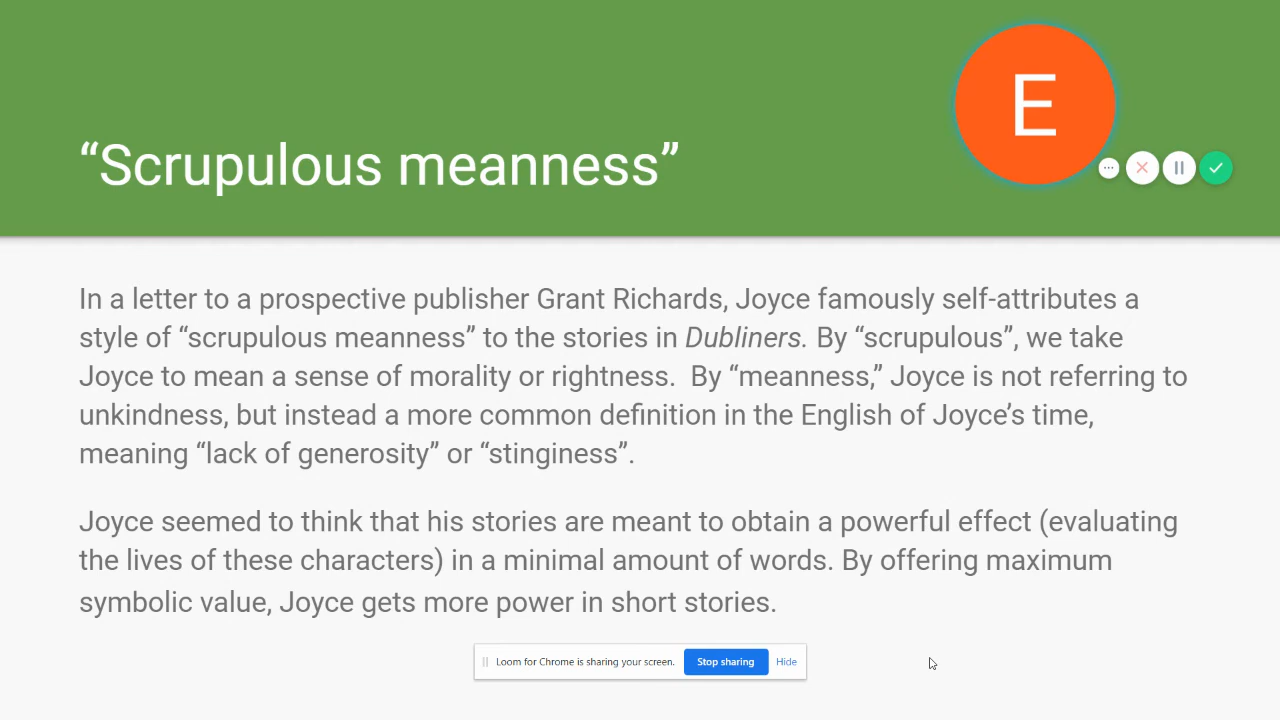 E
“Scrupulous meanness”
In a letter to a prospective publisher Grant Richards, Joyce famously self-attributes a
style of “scrupulous meanness” to the stories in Dubliners. By “scrupulous”, we take
Joyce to mean a sense of morality or rightness.  By “meanness,” Joyce is not referring to
unkindness, but instead a more common definition in the English of Joyce’s time,
meaning “lack of generosity” or “stinginess”.
Joyce seemed to think that his stories are meant to obtain a powerful effect (evaluating
the lives of these characters) in a minimal amount of words. By offering maximum
symbolic value, Joyce gets more power in short stories.
Loom for Chrome is sharing your screen. Stop sharing Hide